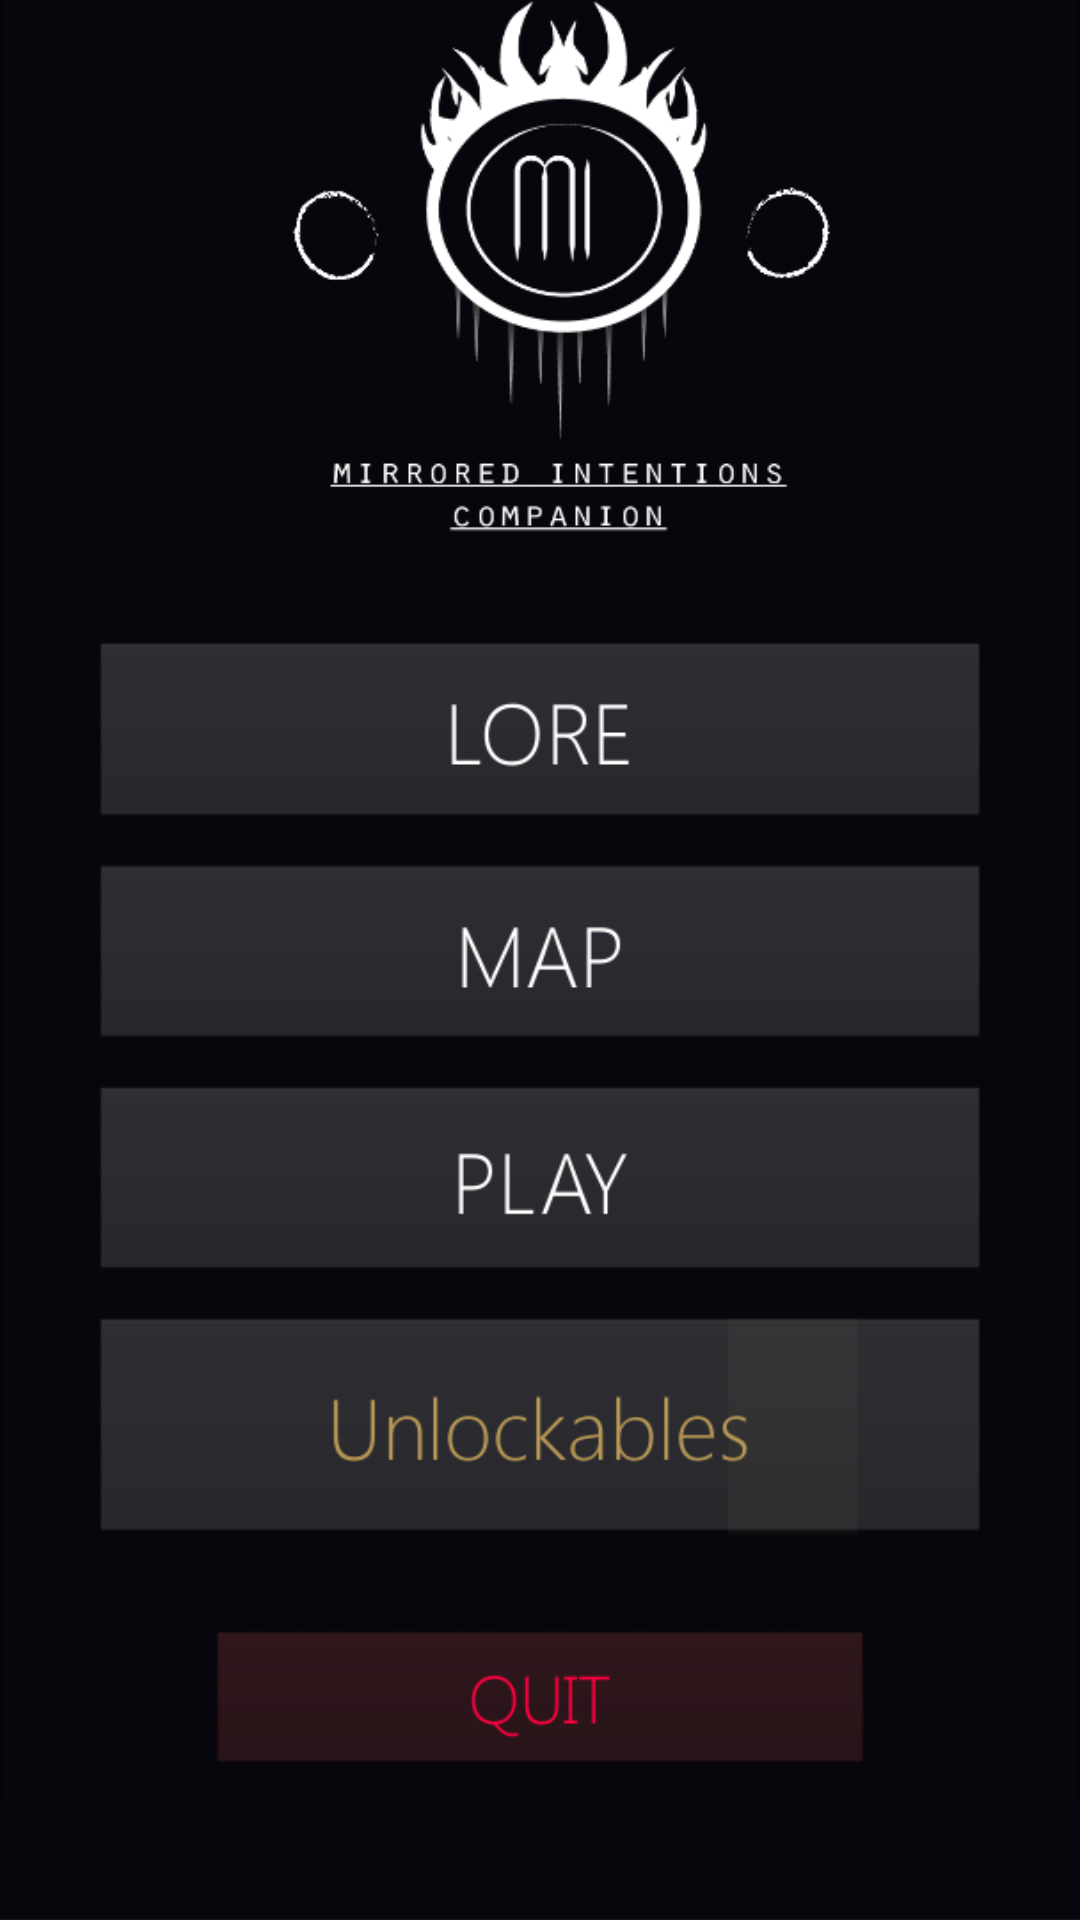 MI
MIRRORED INTENTIONS
COMPANION
LORE
MAP
PLAY
Unlockables
QUIT